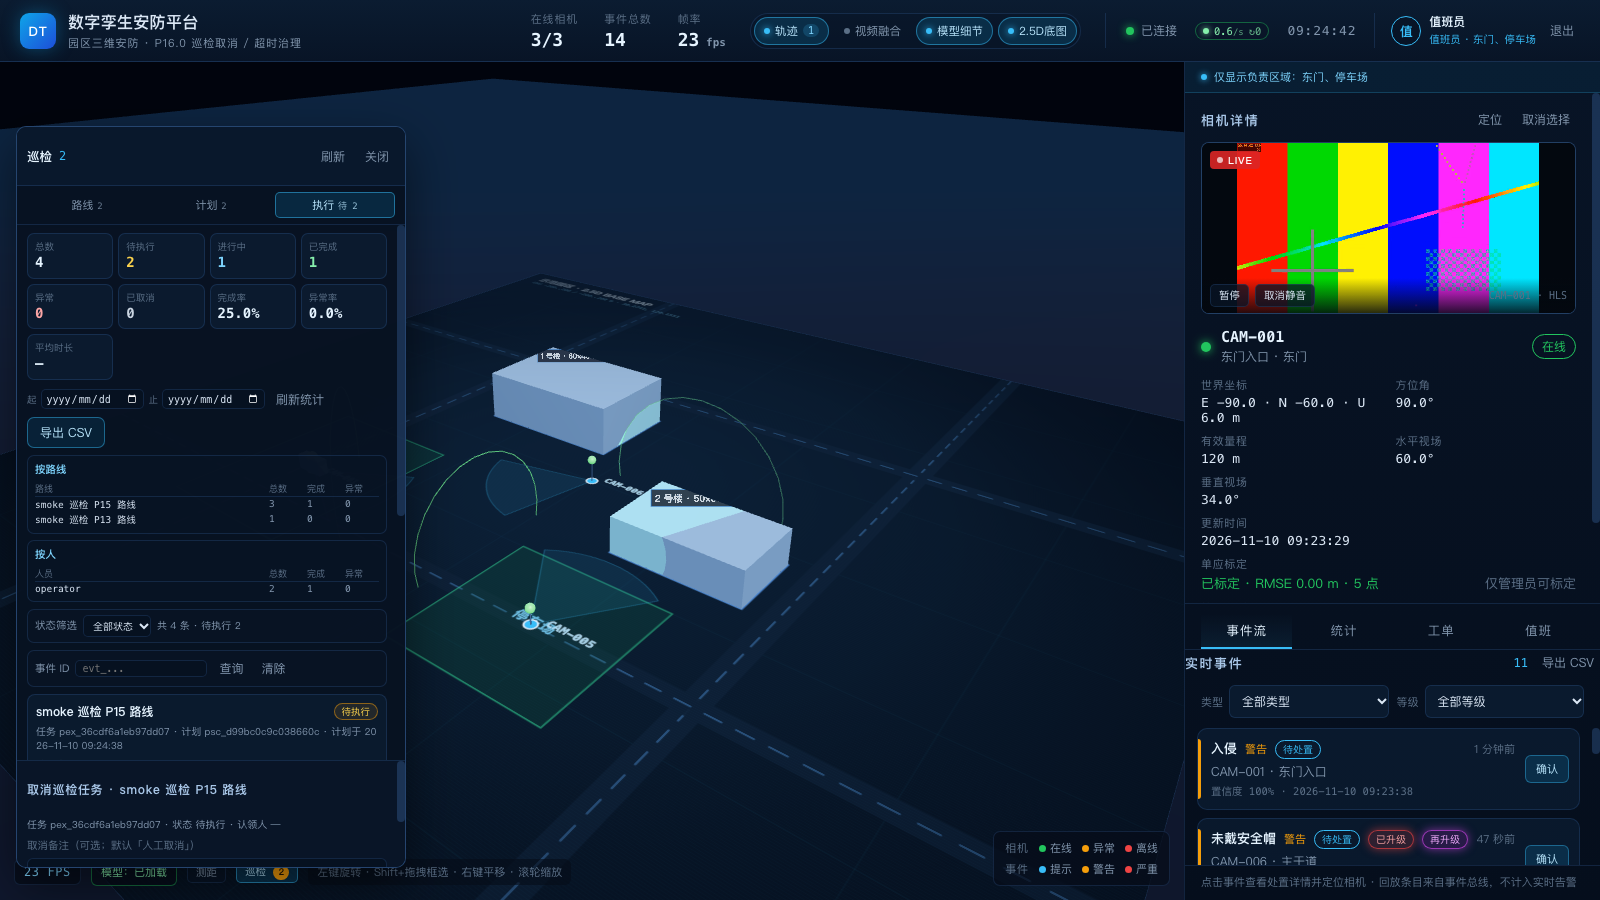 DT
数字孪生安防平台
园区三维安防 · P16.0 巡检取消 / 超时治理
在线相机
3/3
事件总数
14
帧率
23 fps
轨迹 1
视频融合
模型细节
2.5D底图
已连接
0.6/s ↻0
09:24:42
值
值班员
值班员 · 东门、停车场
退出
巡检 2
刷新
关闭
路线 2
计划 2
执行 待 2
总数
4
待执行
2
进行中
1
已完成
1
异常
0
已取消
0
完成率
25.0%
异常率
0.0%
平均时长
—
起 yyyy/mm/dd 止 yyyy/mm/dd 刷新统计
导出 CSV
按路线
路线 总数 完成 异常
smoke 巡检 P15 路线 3 1 0
smoke 巡检 P13 路线 1 0 0
按人
人员 总数 完成 异常
operator 2 1 0
状态筛选 全部状态 共 4 条 · 待执行 2
事件 ID evt_... 查询 清除
smoke 巡检 P15 路线 待执行
任务 pex_36cdf6a1eb97dd07 · 计划 psc_d99bc0c9c038660c · 计划于 20
26-11-10 09:24:38
取消巡检任务 · smoke 巡检 P15 路线
任务 pex_36cdf6a1eb97dd07 · 状态 待执行 · 认领人 —
取消备注（可选；默认「人工取消」）
23 FPS
模型: 已加载
测距
巡检 2
左键旋转 · Shift+拖拽框选 · 右键平移 · 滚轮缩放
1 号楼
2 号楼
CAM-006
停车场
CAM-005
相机 在线 异常 离线
事件 提示 警告 严重
仅显示负责区域: 东门、停车场
相机详情
定位
取消选择
LIVE
暂停
取消静音
HLS
CAM-001
东门入口 · 东门
在线
世界坐标
E -90.0 · N -60.0 · U
6.0 m
方位角
90.0°
有效量程
120 m
水平视场
60.0°
垂直视场
34.0°
更新时间
2026-11-10 09:23:29
单应标定
已标定 · RMSE 0.00 m · 5 点
仅管理员可标定
事件流
统计
工单
值班
实时事件
11
导出 CSV
类型 全部类型 等级 全部等级
入侵 警告 待处置 1 分钟前
CAM-001 · 东门入口
置信度 100% · 2026-11-10 09:23:38
确认
未戴安全帽 警告 待处置 已升级 再升级 47 秒前
CAM-006 · 主干道
确认
点击事件查看处置详情并定位相机 · 回放条目来自事件总线，不计入实时告警